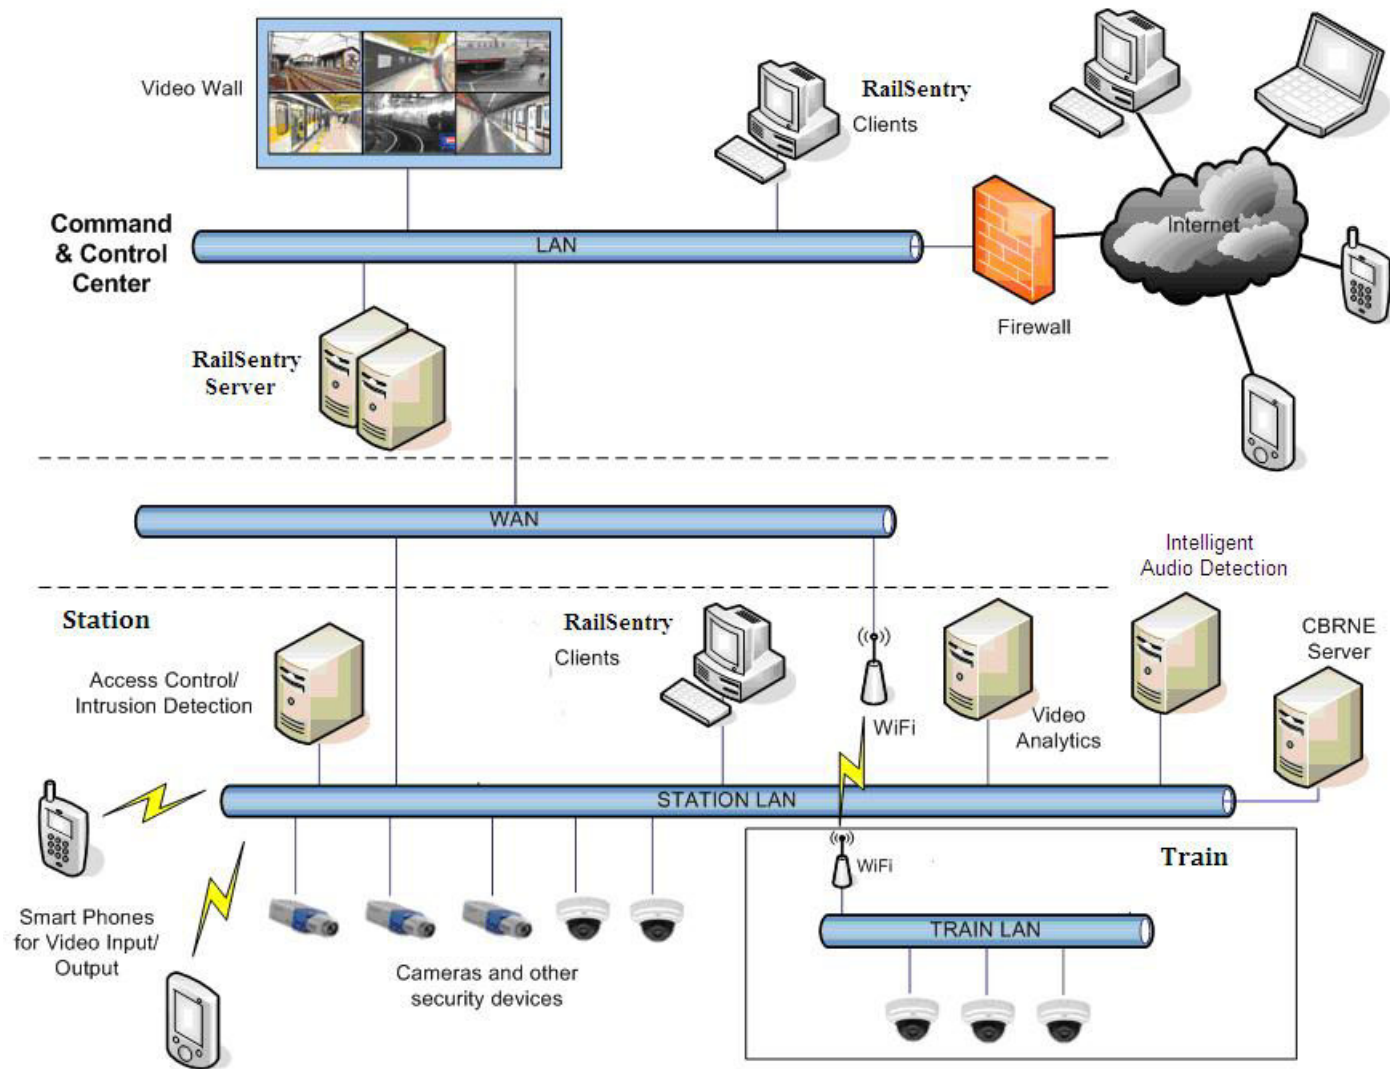 Video Wall
RailSentry
Clients
Command
& Control
Center
LAN
Internet
Firewall
RailSentry
Server
WAN
Intelligent
Audio Detection
Station
RailSentry
Clients
CBRNE
Server
Access Control/
Intrusion Detection
WiFi
Video
Analytics
STATION LAN
Train
WiFi
Smart Phones
for Video Input/
Output
TRAIN LAN
Cameras and other
security devices